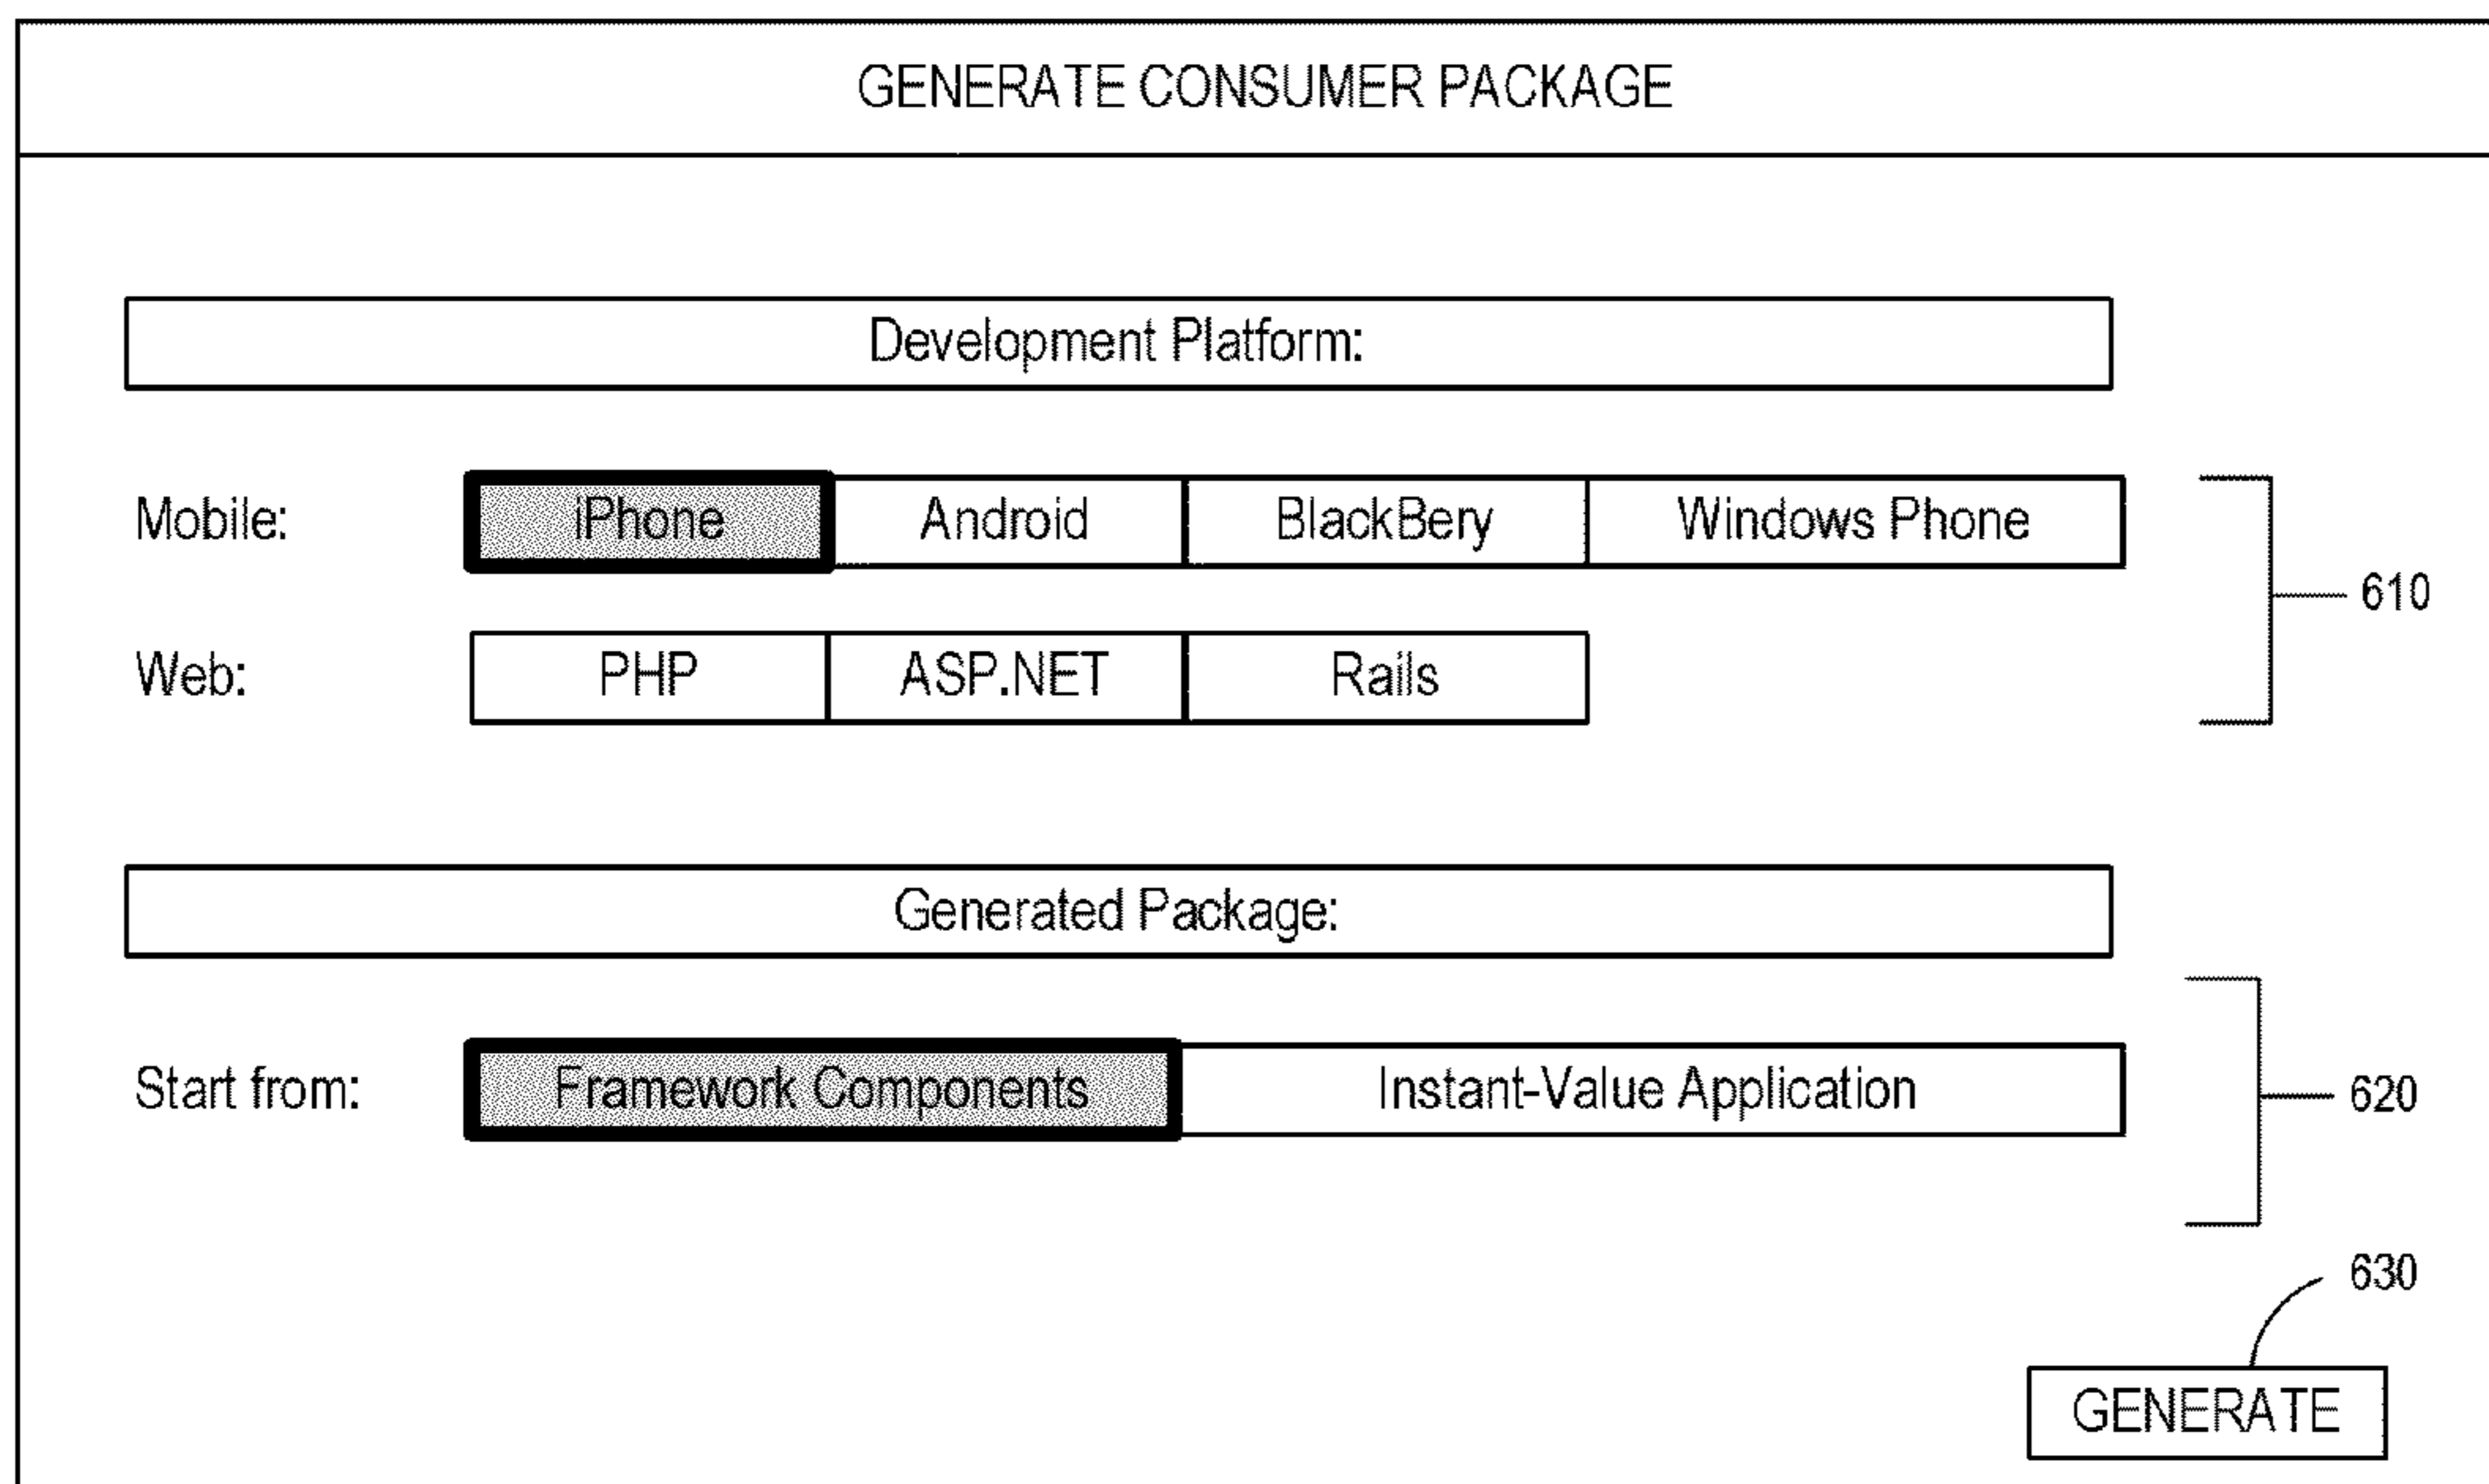 GENERATE CONSUMER PACKAGE
Development Platform:
Mobile: iPhone Android BlackBery Windows Phone
610
Web: PHP ASP.NET Rails
Generated Package:
Start from: Framework Components Instant-Value Application
620
630
GENERATE